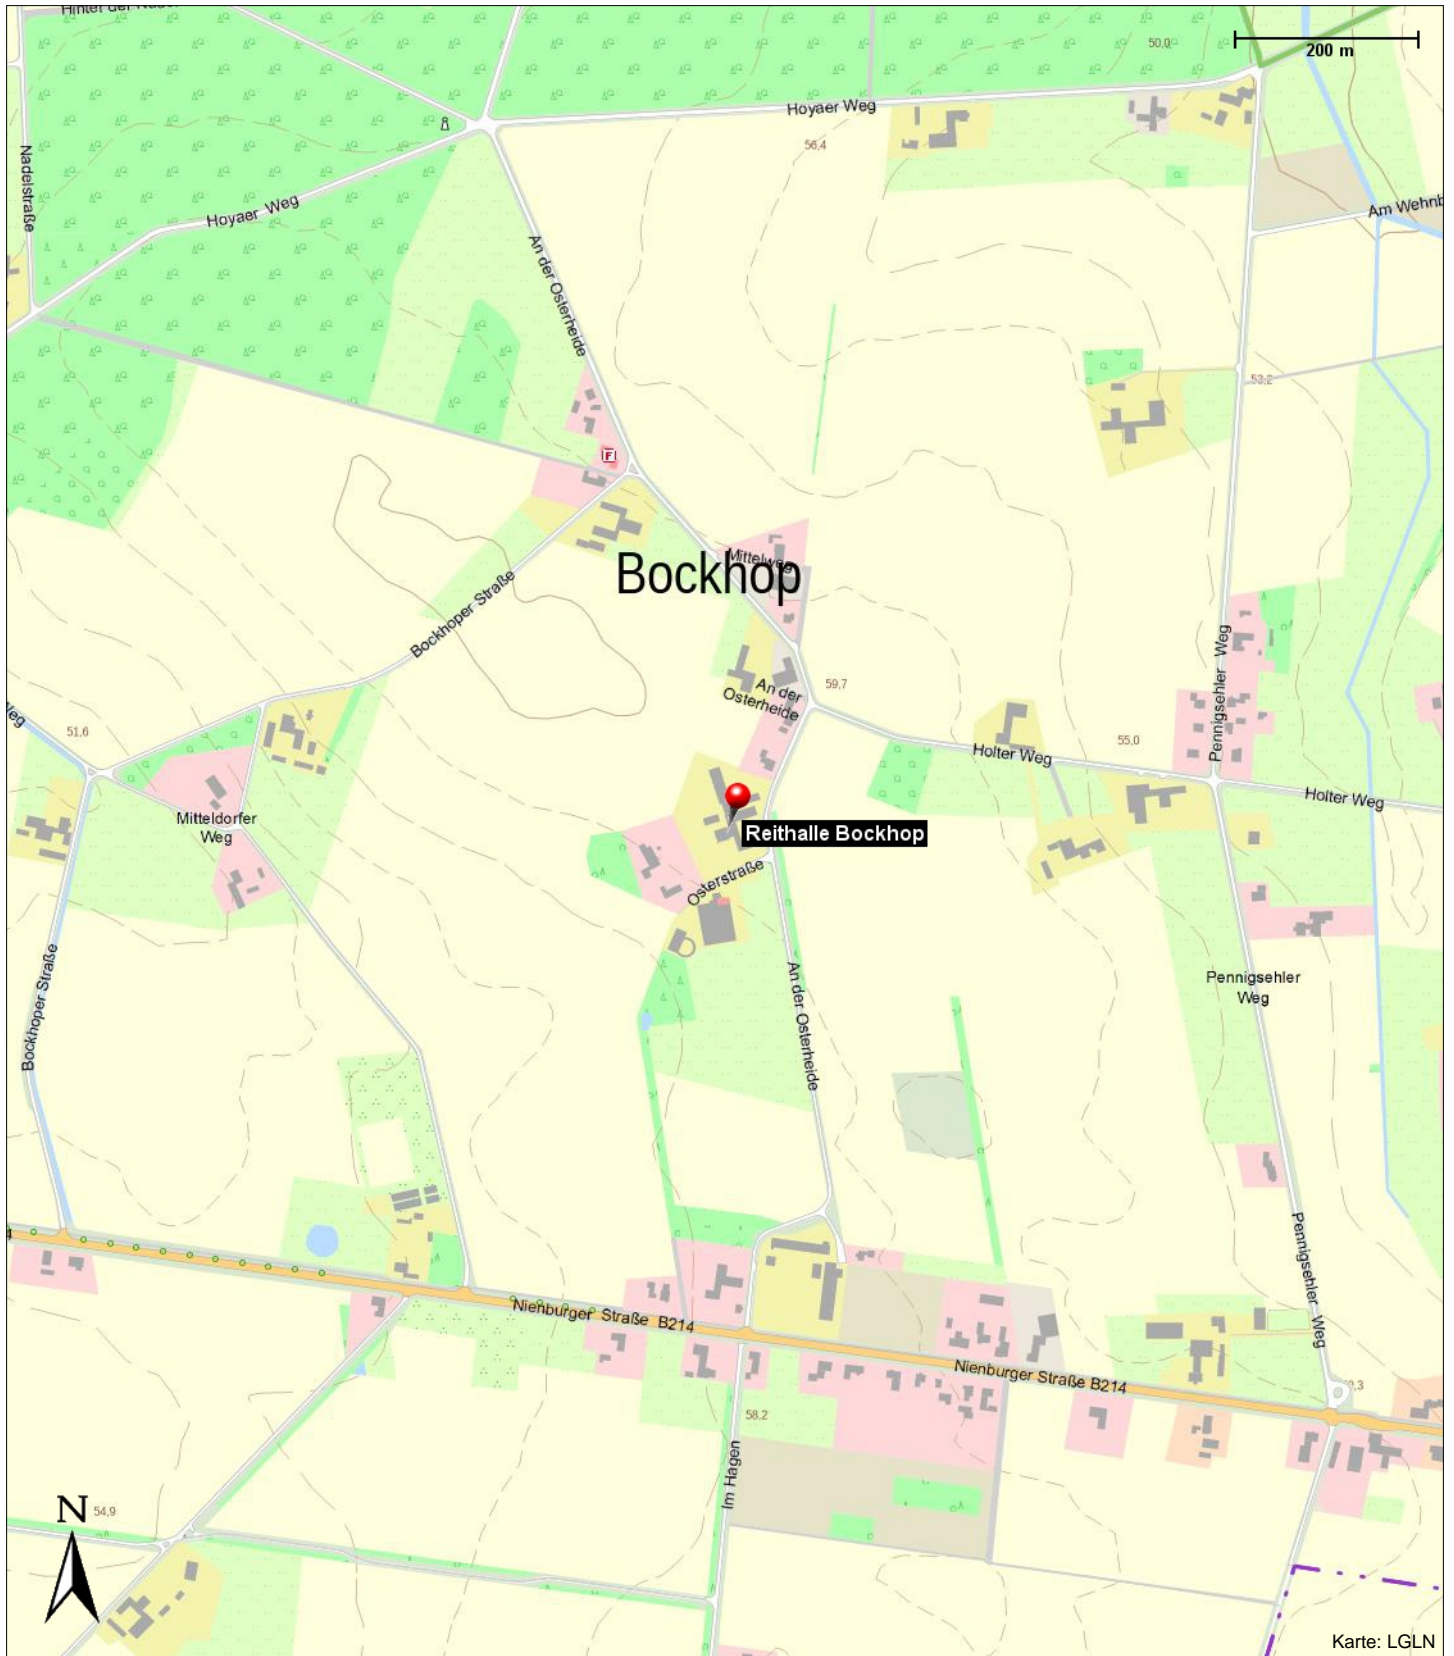 200 m
50,0
Hoyaer Weg
56,4
Nadelstraße
Hoyaer Weg
Am Wehnb
An der Osterheide
53,2
F
Mittelweg
Bockhop
Bockhoper Straße
Pennigsehler Weg
An der
Osterheide
59,7
51,6
Holter Weg
55,0
Holter Weg
Reithalle Bockhop
Mitteldorfer
Weg
Osterstraße
Bockhoper Straße
An der Osterheide
Pennigsehler
Weg
Pennigsehler Weg
Nienburger Straße B214
Nienburger Straße B214
58,2
Im Hagen
N
54,9
Karte: LGLN